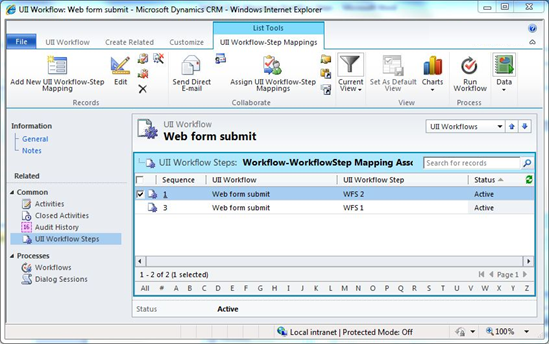 UII Workflow: Web form submit - Microsoft Dynamics CRM - Windows Internet Explorer
List Tools
File
UII Workflow
Create Related
Customize
UII Workflow-Step Mappings
Add New UII Workflow-Step Mapping
Edit
Send Direct E-mail
Assign UII Workflow-Step Mappings
Current View
Set As Default View
Charts
Run Workflow
Data
Records
Collaborate
View
Process
Information
General
Notes
Related
Common
Activities
Closed Activities
16 Audit History
UII Workflow Steps
Processes
Workflows
Dialog Sessions
UII Workflow
Web form submit
UII Workflows
UII Workflow Steps: Workflow-WorkflowStep Mapping Asso
Search for records
Sequence UII Workflow UII Workflow Step Status
1 Web form submit WFS 2 Active
3 Web form submit WFS 1 Active
1 - 2 of 2 (1 selected) Page 1
All # A B C D E F G H I J K L M N O P Q R S T U V W X Y Z
Status Active
Local intranet | Protected Mode: Off 100%